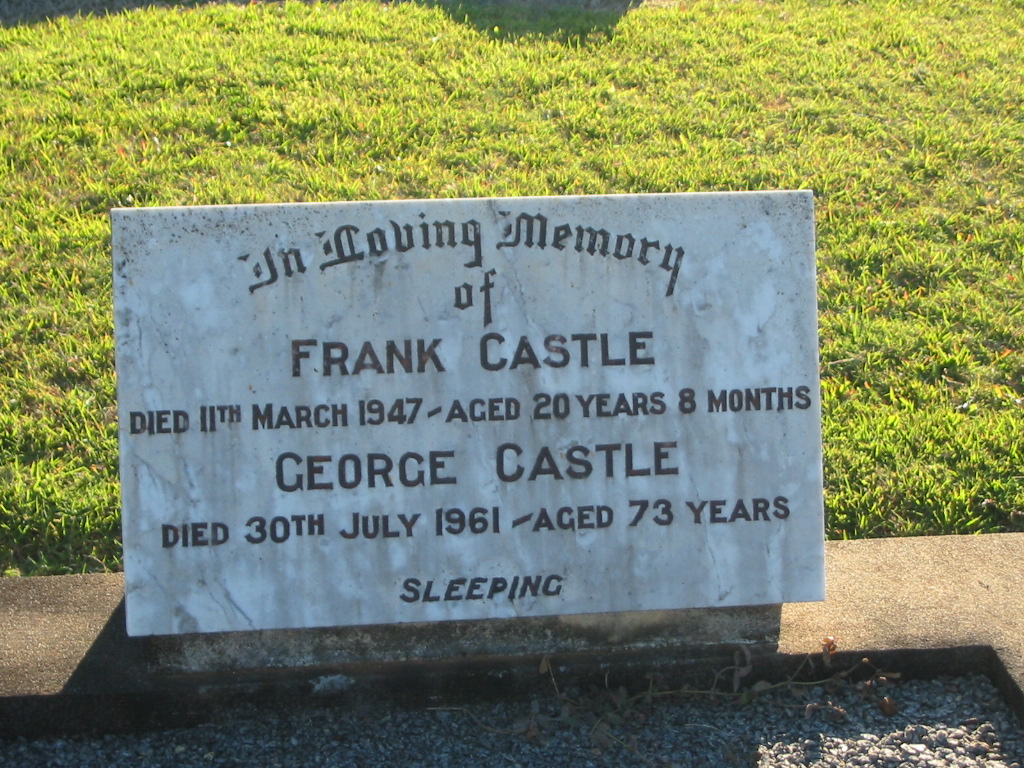 In Loving Memory
of
FRANK CASTLE
DIED 11TH MARCH 1947 - AGED 20 YEARS 8 MONTHS
GEORGE CASTLE
DIED 30TH JULY 1961 - AGED 73 YEARS
SLEEPING